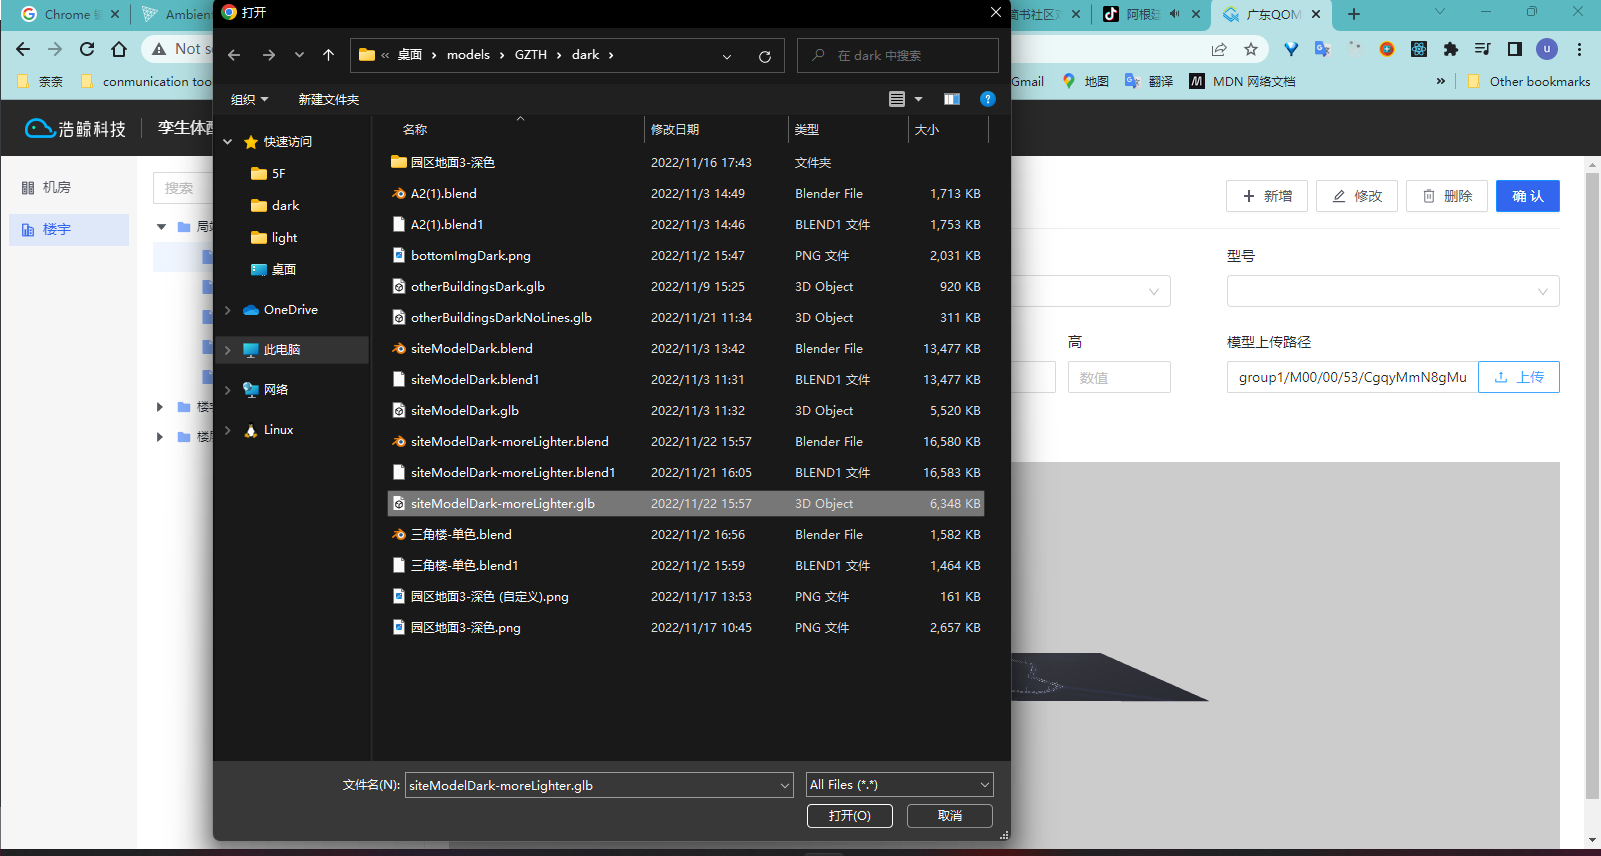 Chrome
Ambien
打开
简书社区
阿根
广东QOM
Not s
桌面 models GZTH dark
在 dark 中搜索
奈奈
conmunication too
Gmail
地图
翻译
MDN 网络文档
Other bookmarks
组织
新建文件夹
浩鲸科技
孪生体
名称 修改日期 类型 大小
快速访问
5F
dark
light
桌面
OneDrive
此电脑
网络
Linux
园区地面3-深色 2022/11/16 17:43 文件夹
A2(1).blend 2022/11/3 14:49 Blender File 1,713 KB
A2(1).blend1 2022/11/3 14:46 BLEND1 文件 1,753 KB
bottomImgDark.png 2022/11/2 15:47 PNG 文件 2,031 KB
otherBuildingsDark.glb 2022/11/9 15:25 3D Object 920 KB
otherBuildingsDarkNoLines.glb 2022/11/21 11:34 3D Object 311 KB
siteModelDark.blend 2022/11/3 13:42 Blender File 13,477 KB
siteModelDark.blend1 2022/11/3 11:31 BLEND1 文件 13,477 KB
siteModelDark.glb 2022/11/3 11:32 3D Object 5,520 KB
siteModelDark-moreLighter.blend 2022/11/22 15:57 Blender File 16,580 KB
siteModelDark-moreLighter.blend1 2022/11/21 16:05 BLEND1 文件 16,583 KB
siteModelDark-moreLighter.glb 2022/11/22 15:57 3D Object 6,348 KB
三角楼-单色.blend 2022/11/2 16:56 Blender File 1,582 KB
三角楼-单色.blend1 2022/11/2 15:59 BLEND1 文件 1,464 KB
园区地面3-深色 (自定义).png 2022/11/17 13:53 PNG 文件 161 KB
园区地面3-深色.png 2022/11/17 10:45 PNG 文件 2,657 KB
文件名(N): siteModelDark-moreLighter.glb All Files (*.*)
打开(O) 取消
机房
楼宇
搜索
局
楼
楼
新增 修改 删除 确 认
型号
高
数值
模型上传路径
group1/M00/00/53/CgqyMmN8gMu
上传